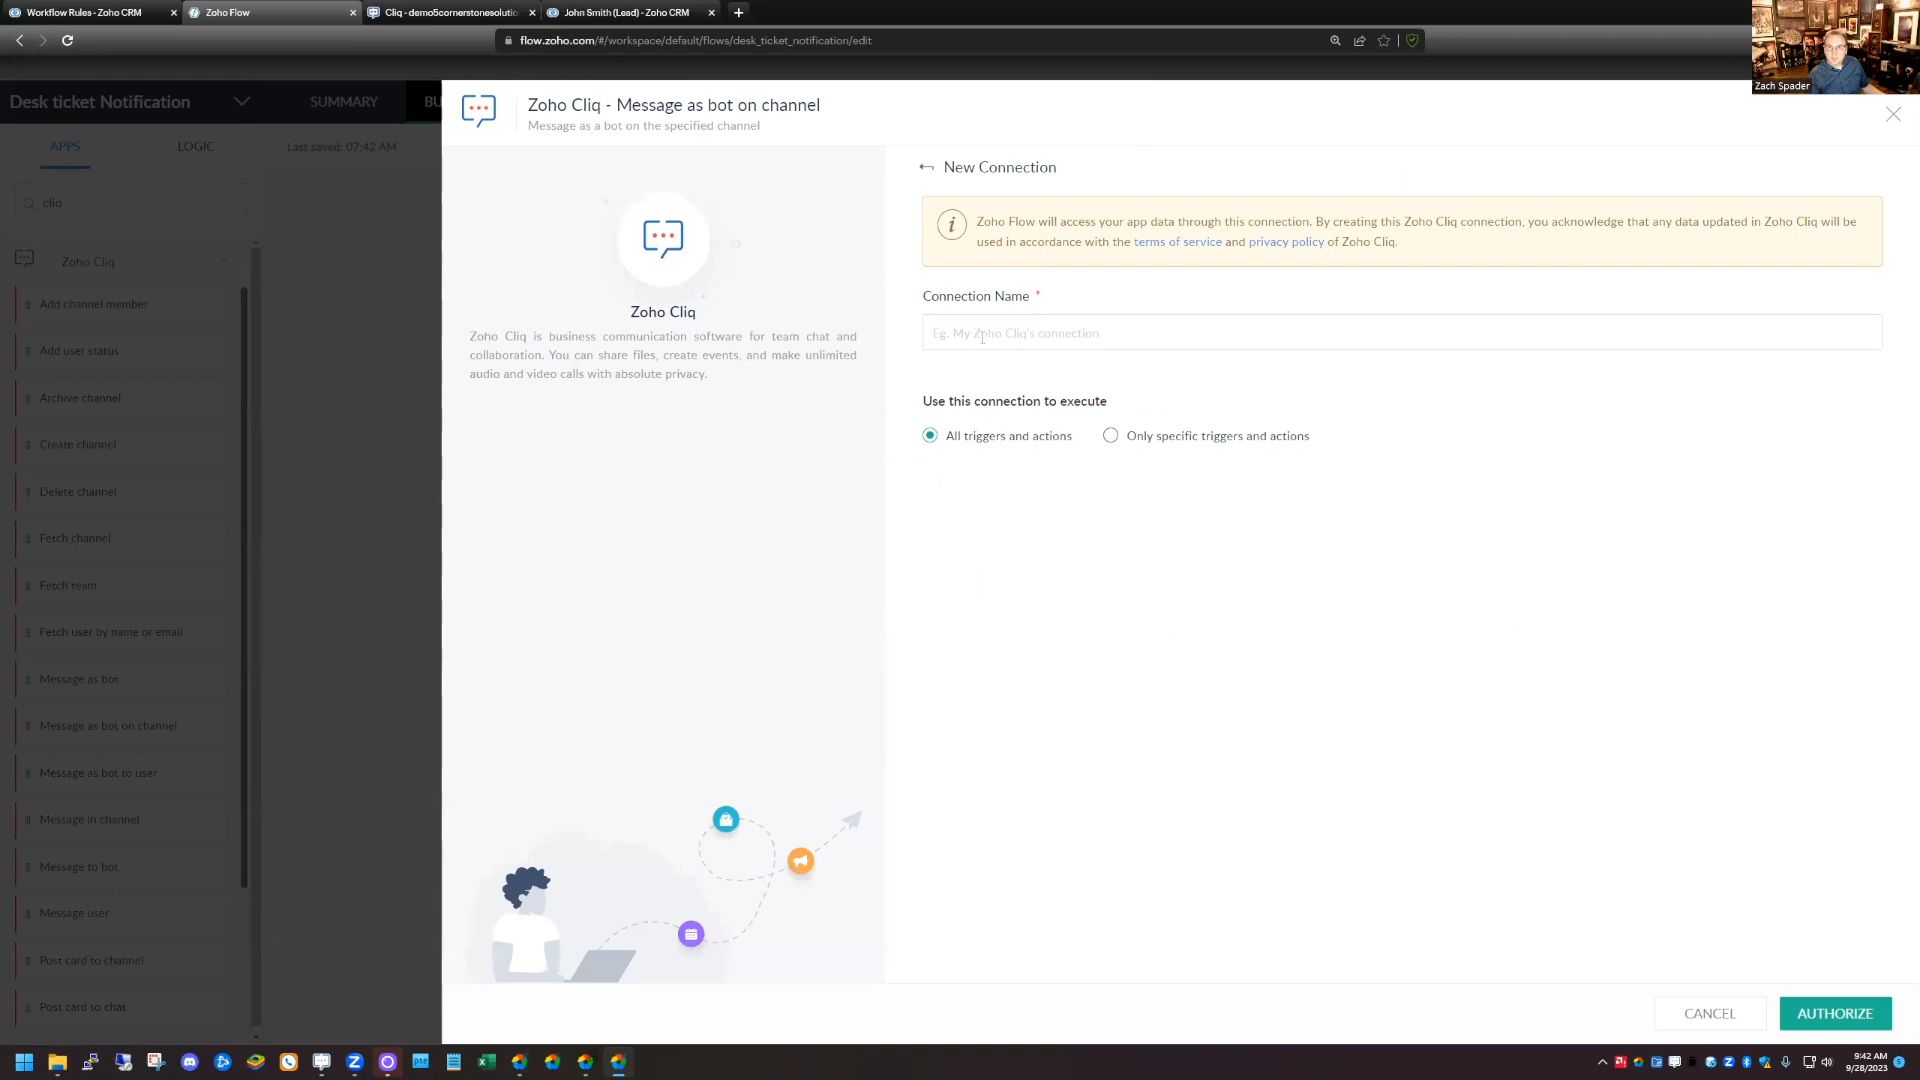 Workflow Rules - Zoho CRM
Zoho Flow
Cliq - demo5cornerstonesolutio
John Smith (Lead) - Zoho CRM
flow.zoho.com/#/workspace/default/flows/desk_ticket_notification/edit
Zach Spader
Desk ticket Notification
SUMMARY
BU
APPS
LOGIC
Last saved: 07:42 AM
cliq
Zoho Cliq
Add channel member
Add user status
Archive channel
Create channel
Delete channel
Fetch channel
Fetch team
Fetch user by name or email
Message as bot
Message as bot on channel
Message as bot to user
Message in channel
Message to bot
Message user
Post card to channel
Post card to chat
Zoho Cliq - Message as bot on channel
Message as a bot on the specified channel
Zoho Cliq
Zoho Cliq is business communication software for team chat and
collaboration. You can share files, create events, and make unlimited
audio and video calls with absolute privacy.
New Connection
Zoho Flow will access your app data through this connection. By creating this Zoho Cliq connection, you acknowledge that any data updated in Zoho Cliq will be
used in accordance with the terms of service and privacy policy of Zoho Cliq.
Connection Name *
Eg. My Zoho Cliq's connection
Use this connection to execute
All triggers and actions
Only specific triggers and actions
CANCEL
AUTHORIZE
9:42 AM
9/28/2023